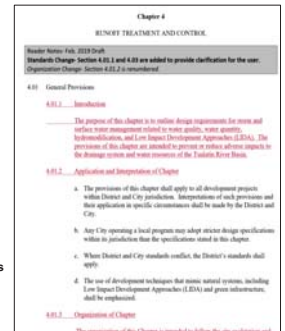 Chapter 4
RUNOFF TREATMENT AND CONTROL
Reader Notes- Feb. 2019 Draft
Standards Change- Section 4.01.1 and 4.03 are added to provide clarification for the user.
Organization Change- Section 4.01.2 is renumbered
4.01 General Provisions
4.01.1 Introduction
The purpose of this chapter is to outline design requirements for storm and
surface water management related to water quality, water quantity,
hydromodification, and Low Impact Development Approaches (LIDA). The
provisions of this chapter are intended to prevent or reduce adverse impacts to
the drainage system and water resources of the Tualatin River Basin.
4.01.2 Application and Interpretation of Chapter
a. The provisions of this chapter shall apply to all development projects
within District and City jurisdiction. Interpretations of such provisions and
their application in specific circumstances shall be made by the District and
City.
b. Any City operating a local program may adopt stricter design specifications
within its jurisdiction than the specifications stated in this chapter.
c. Where District and City standards conflict, the District's standards shall
apply.
d. The use of development techniques that mimic natural systems, including
Low Impact Development Approaches (LIDA) and green infrastructure,
shall be emphasized.
4.01.3 Organization of Chapter
s